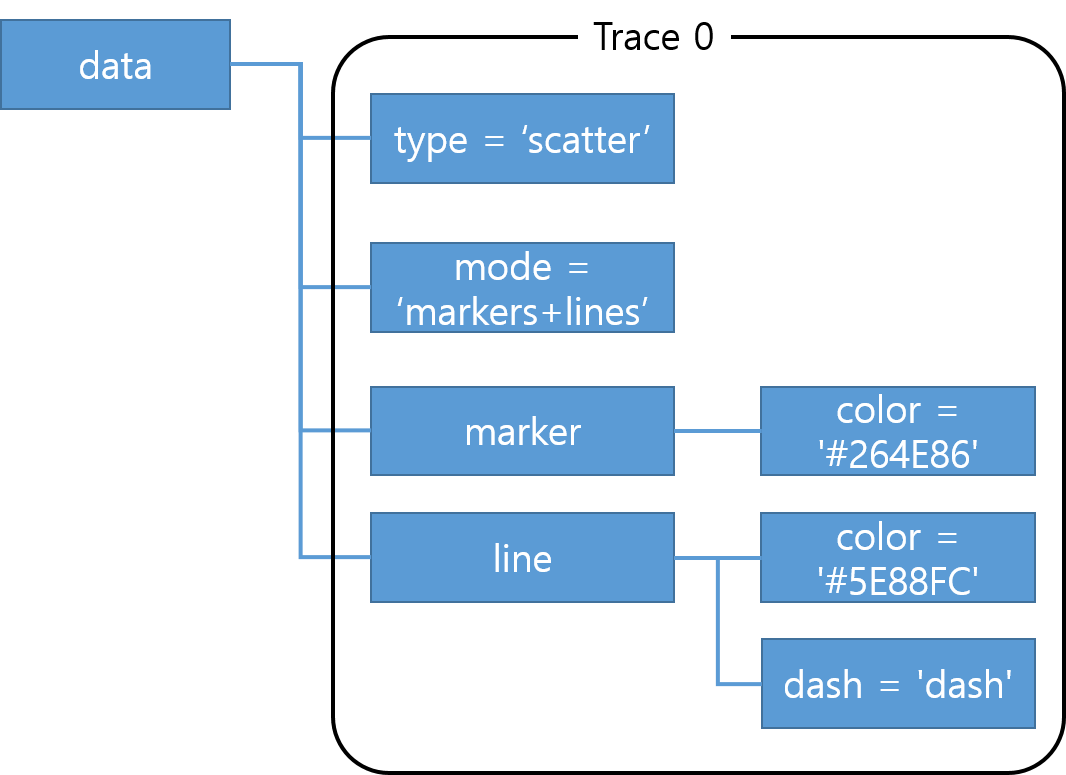 Trace 0
data
type = ‘scatter’
mode =
‘markers+lines’
marker
color =
'#264E86'
line
color =
'#5E88FC'
dash = 'dash'